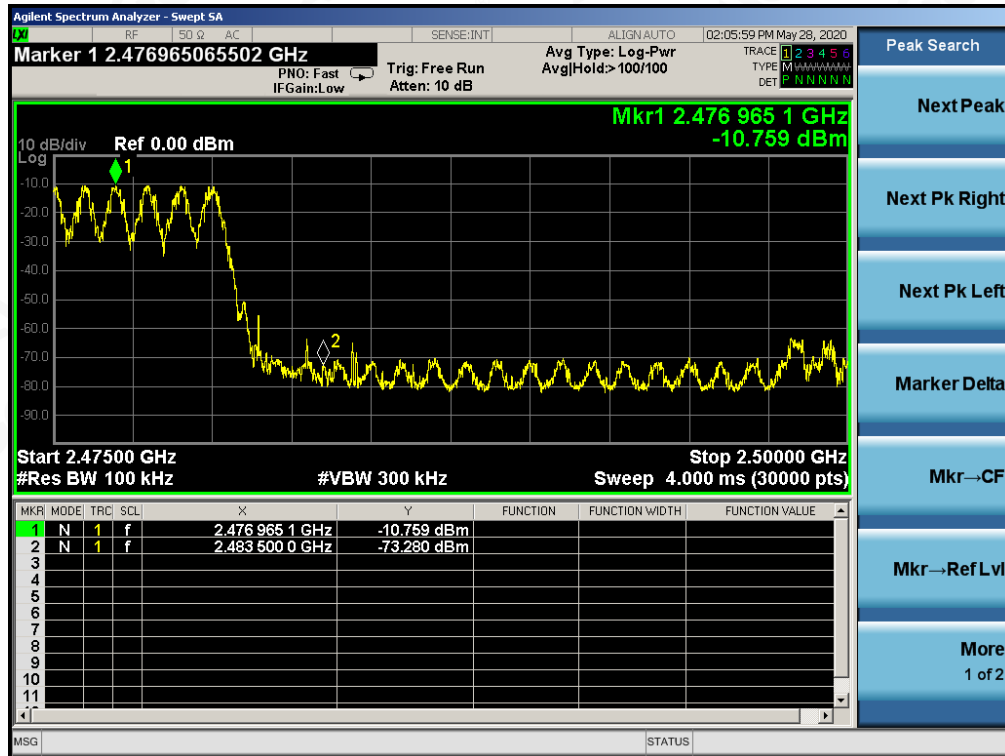 Agilent Spectrum Analyzer - Swept SA
LXI RF 50 Ω AC SENSE:INT ALIGN AUTO 02:05:59 PM May 28, 2020
Marker 1 2.476965065502 GHz
PNO: Fast
IFGain:Low
Trig: Free Run
Atten: 10 dB
Avg Type: Log-Pwr
Avg|Hold:>100/100
TRACE 1 2 3 4 5 6
TYPE M WWWWW
DET P N N N N N
Mkr1 2.476 965 1 GHz
-10.759 dBm
10 dB/div Ref 0.00 dBm
Log
1
-10.0
-20.0
-30.0
-40.0
-50.0
-60.0
2
-70.0
-80.0
-90.0
Start 2.47500 GHz Stop 2.50000 GHz
#Res BW 100 kHz #VBW 300 kHz Sweep 4.000 ms (30000 pts)
MKR MODE TRC SCL X Y FUNCTION FUNCTION WIDTH FUNCTION VALUE
1 N 1 f 2.476 965 1 GHz -10.759 dBm
2 N 1 f 2.483 500 0 GHz -73.280 dBm
3
4
5
6
7
8
9
10
11
MSG STATUS
Peak Search
Next Peak
Next Pk Right
Next Pk Left
Marker Delta
Mkr→CF
Mkr→Ref Lvl
More
1 of 2